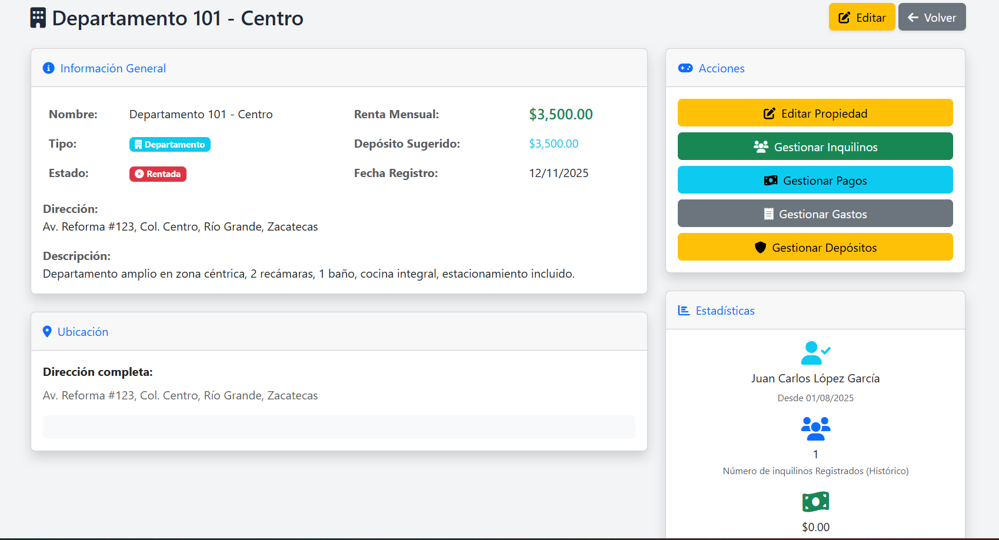 Departamento 101 - Centro
Editar
Volver
Información General
Nombre: Departamento 101 - Centro
Renta Mensual: $3,500.00
Tipo: Departamento
Depósito Sugerido: $3,500.00
Estado: Rentada
Fecha Registro: 12/11/2025
Dirección:
Av. Reforma #123, Col. Centro, Río Grande, Zacatecas
Descripción:
Departamento amplio en zona céntrica, 2 recámaras, 1 baño, cocina integral, estacionamiento incluido.
Ubicación
Dirección completa:
Av. Reforma #123, Col. Centro, Río Grande, Zacatecas
Acciones
Editar Propiedad
Gestionar Inquilinos
Gestionar Pagos
Gestionar Gastos
Gestionar Depósitos
Estadísticas
Juan Carlos López García
Desde 01/08/2025
1
Número de inquilinos Registrados (Histórico)
$0.00